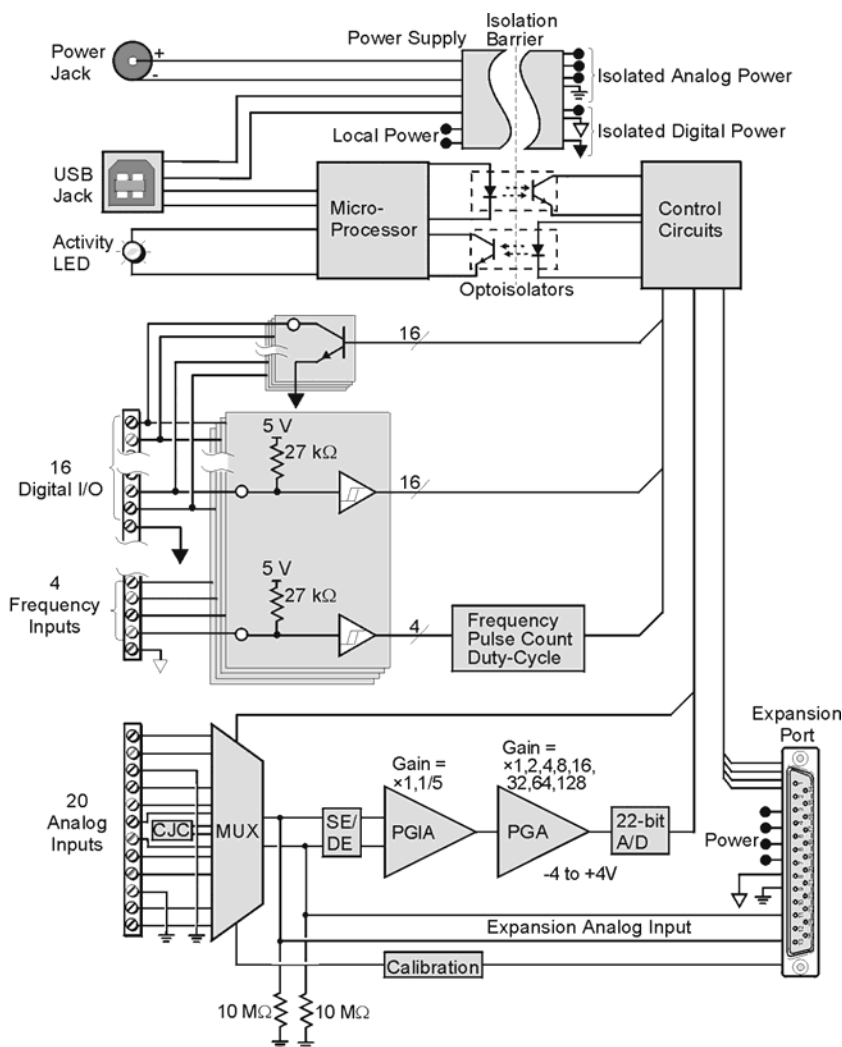 Power
Jack
+
-
Power Supply
Isolation
Barrier
Isolated Analog Power
Isolated Digital Power
Local Power
USB
Jack
Micro-
Processor
Control
Circuits
Activity
LED
Optoisolators
16
5 V
27 kΩ
16
Digital I/O
16
5 V
27 kΩ
4
Frequency
Inputs
4
Frequency
Pulse Count
Duty-Cycle
Expansion
Port
Gain =
×1,1/5
Gain =
×1,2,4,8,16,
32,64,128
20
Analog
Inputs
CJC
MUX
SE/
DE
PGIA
PGA
22-bit
A/D
-4 to +4V
Power
Expansion Analog Input
Calibration
10 MΩ
10 MΩ